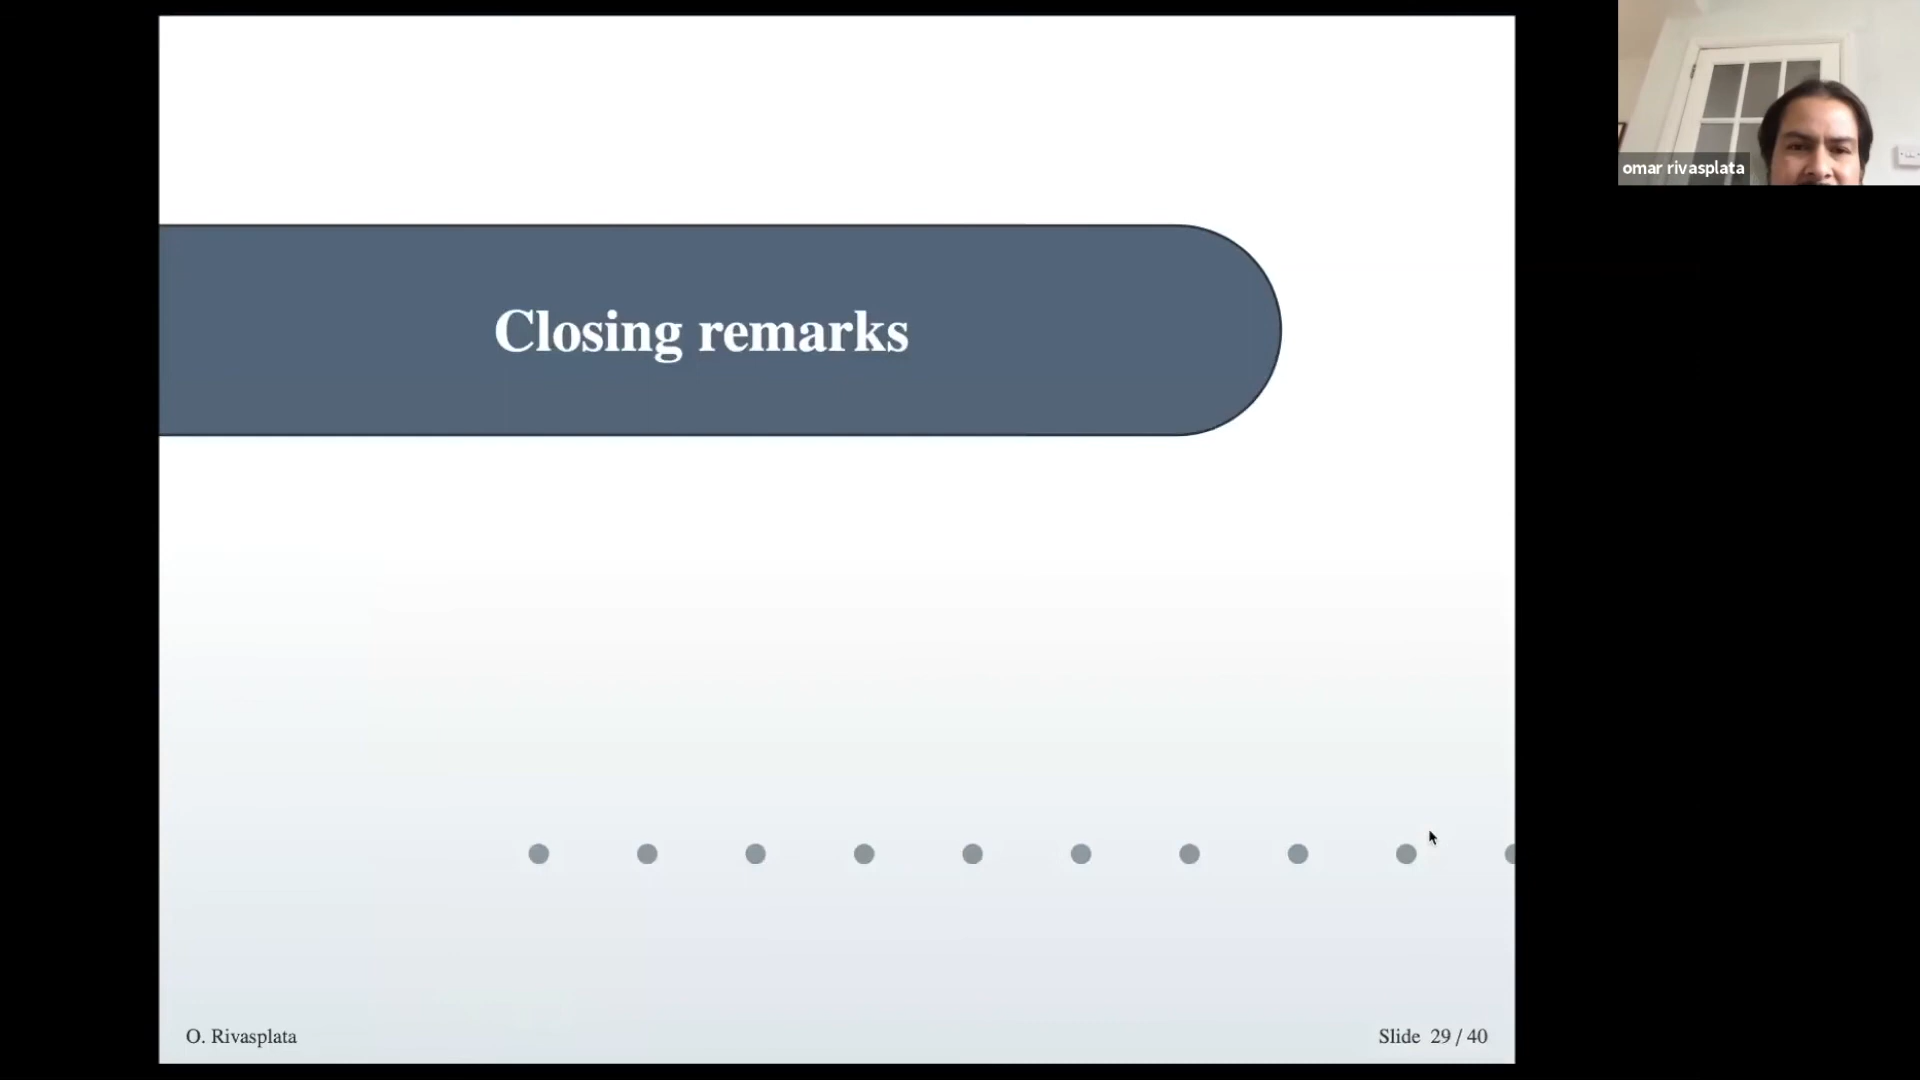 Closing remarks
O. Rivasplata
Slide 29 / 40
omar rivasplata